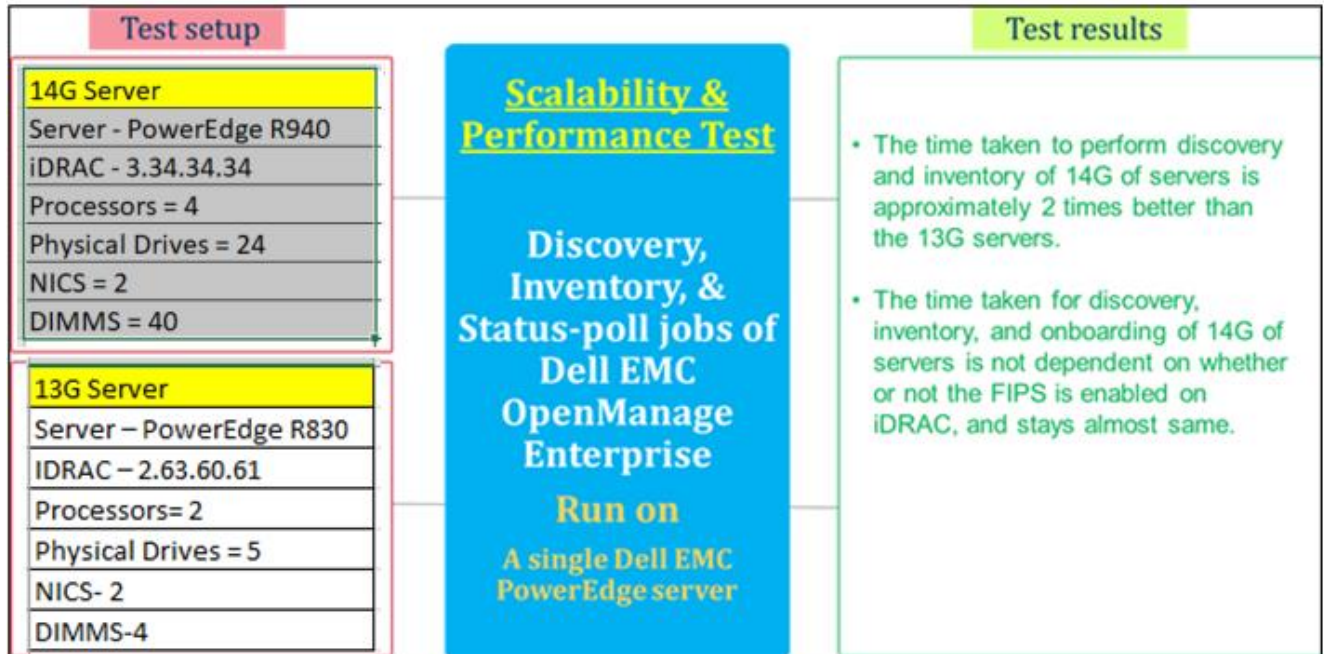 Test setup
14G Server
Server - PowerEdge R940
iDRAC - 3.34.34.34
Processors = 4
Physical Drives = 24
NICS = 2
DIMMS = 40
13G Server
Server – PowerEdge R830
IDRAC – 2.63.60.61
Processors= 2
Physical Drives = 5
NICS- 2
DIMMS-4
Scalability &
Performance Test
Discovery,
Inventory, &
Status-poll jobs of
Dell EMC
OpenManage
Enterprise
Run on
A single Dell EMC
PowerEdge server
Test results
• The time taken to perform discovery
and inventory of 14G of servers is
approximately 2 times better than
the 13G servers.
• The time taken for discovery,
inventory, and onboarding of 14G of
servers is not dependent on whether
or not the FIPS is enabled on
iDRAC, and stays almost same.